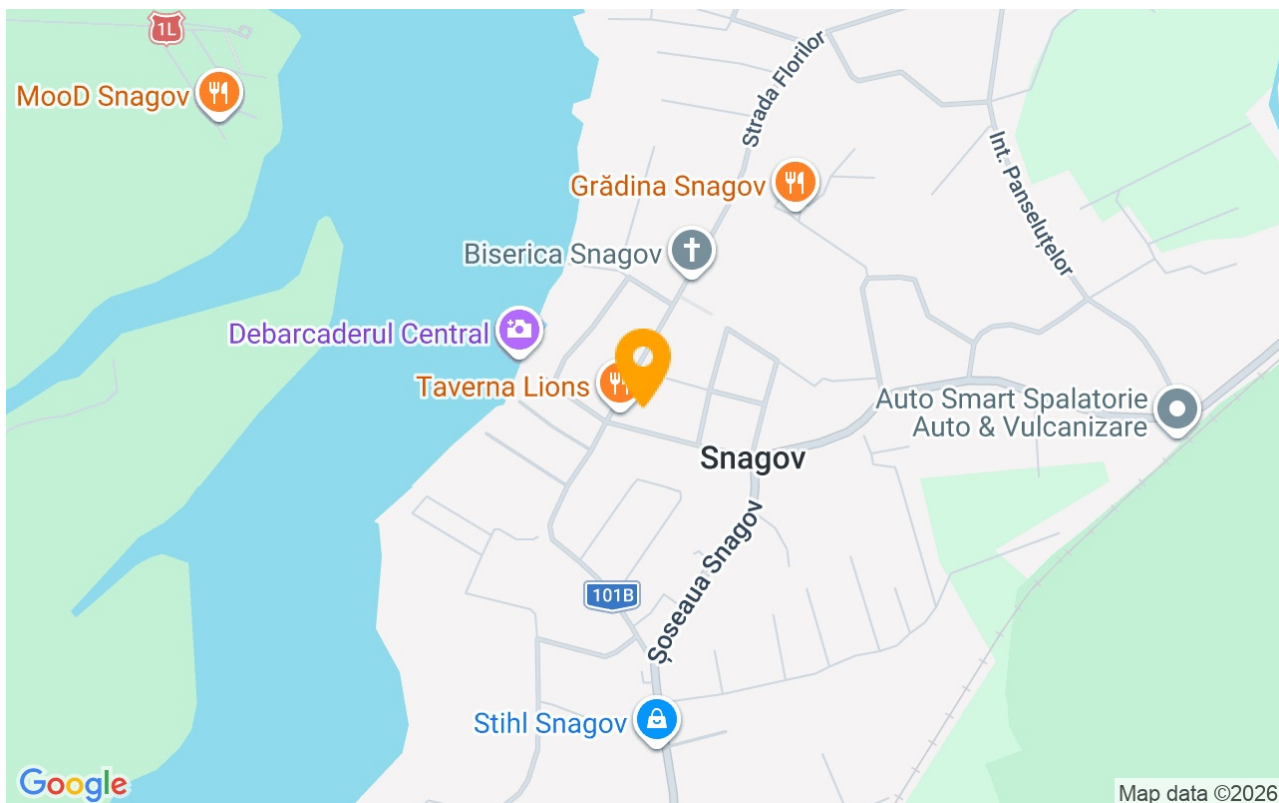 1L
MooD Snagov
Strada Florilor
Int. Panseluțelor
Grădina Snagov
Biserica Snagov
Debarcaderul Central
Taverna Lions
Auto Smart Spalatorie
Auto & Vulcanizare
Snagov
Șoseaua Snagov
101B
Stihl Snagov
Google
Map data ©2026